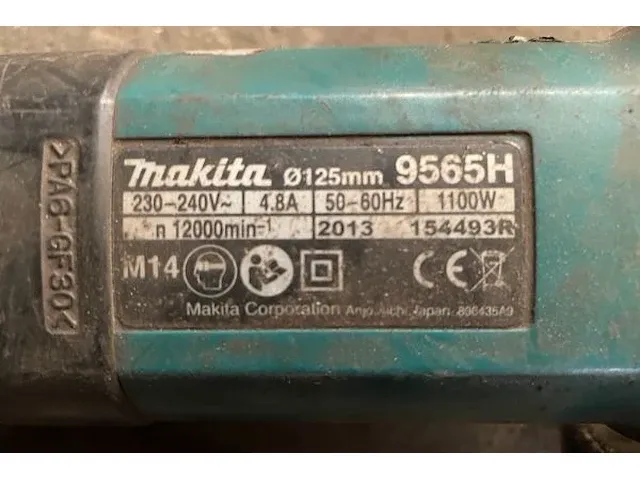 makita Ø125mm 9565H
230-240V~ 4.8A 50-60Hz 1100W
n 12000min⁻¹ 2013 154493R
M14 CE
Makita Corporation Anjo, Aichi, Japan 806435A9
>PA6-GF30<